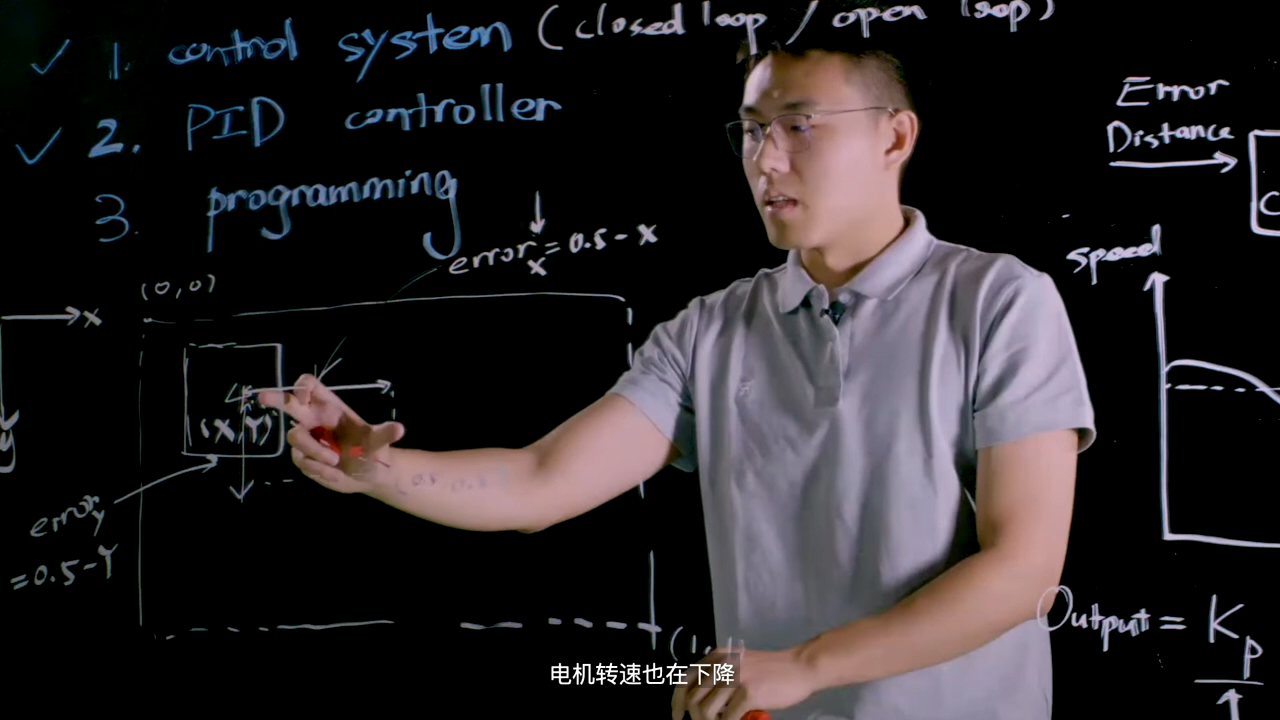 ✓ 1. control system (closed loop / open loop)
✓ 2. PID controller
3. programming
error x = 0.5 - x
(0,0)
x
y
(X,Y)
error y
= 0.5 - Y
Error
Distance
speed
Output = Kp
电机转速也在下降